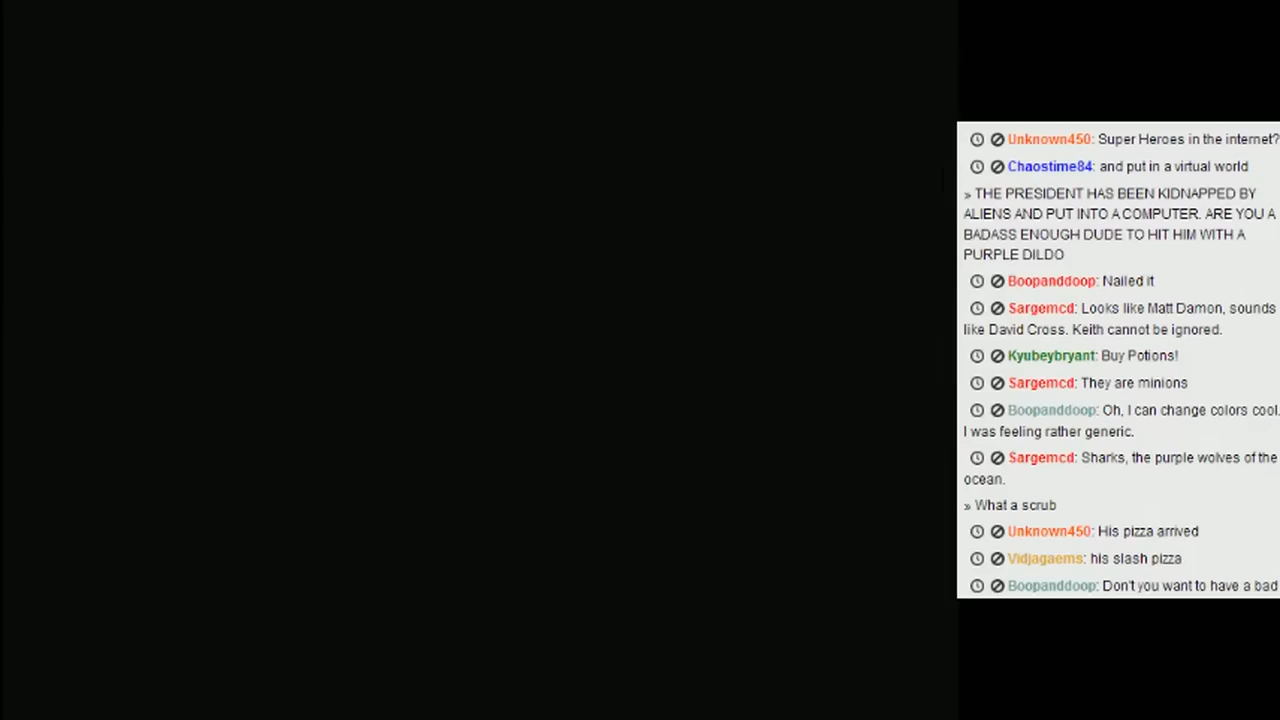 Unknown450: Super Heroes in the internet?
Chaostime84: and put in a virtual world
» THE PRESIDENT HAS BEEN KIDNAPPED BY
ALIENS AND PUT INTO A COMPUTER. ARE YOU A
BADASS ENOUGH DUDE TO HIT HIM WITH A
PURPLE DILDO
Boopanddoop: Nailed it
Sargemcd: Looks like Matt Damon, sounds
like David Cross. Keith cannot be ignored.
Kyubeybryant: Buy Potions!
Sargemcd: They are minions
Boopanddoop: Oh, I can change colors cool.
I was feeling rather generic.
Sargemcd: Sharks, the purple wolves of the
ocean.
» What a scrub
Unknown450: His pizza arrived
Vidjagaems: his slash pizza
Boopanddoop: Don't you want to have a bad